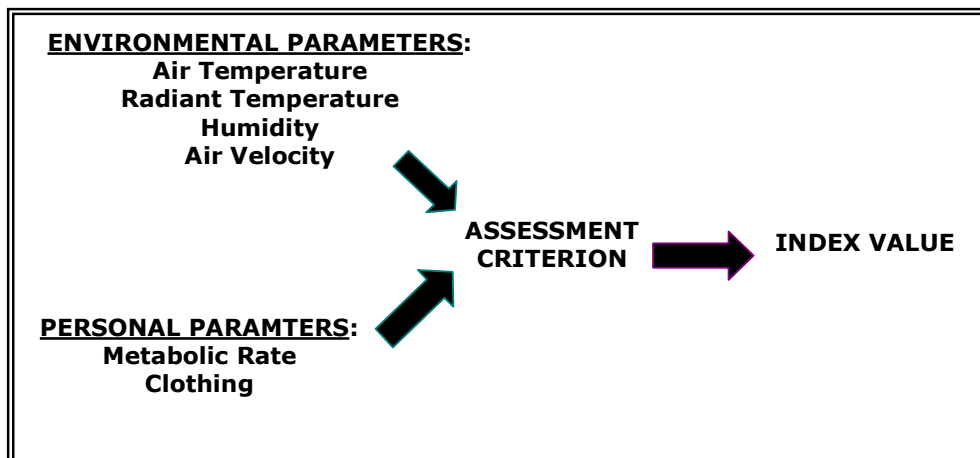 ENVIRONMENTAL PARAMETERS:
Air Temperature
Radiant Temperature
Humidity
Air Velocity
ASSESSMENT
CRITERION
INDEX VALUE
PERSONAL PARAMTERS:
Metabolic Rate
Clothing